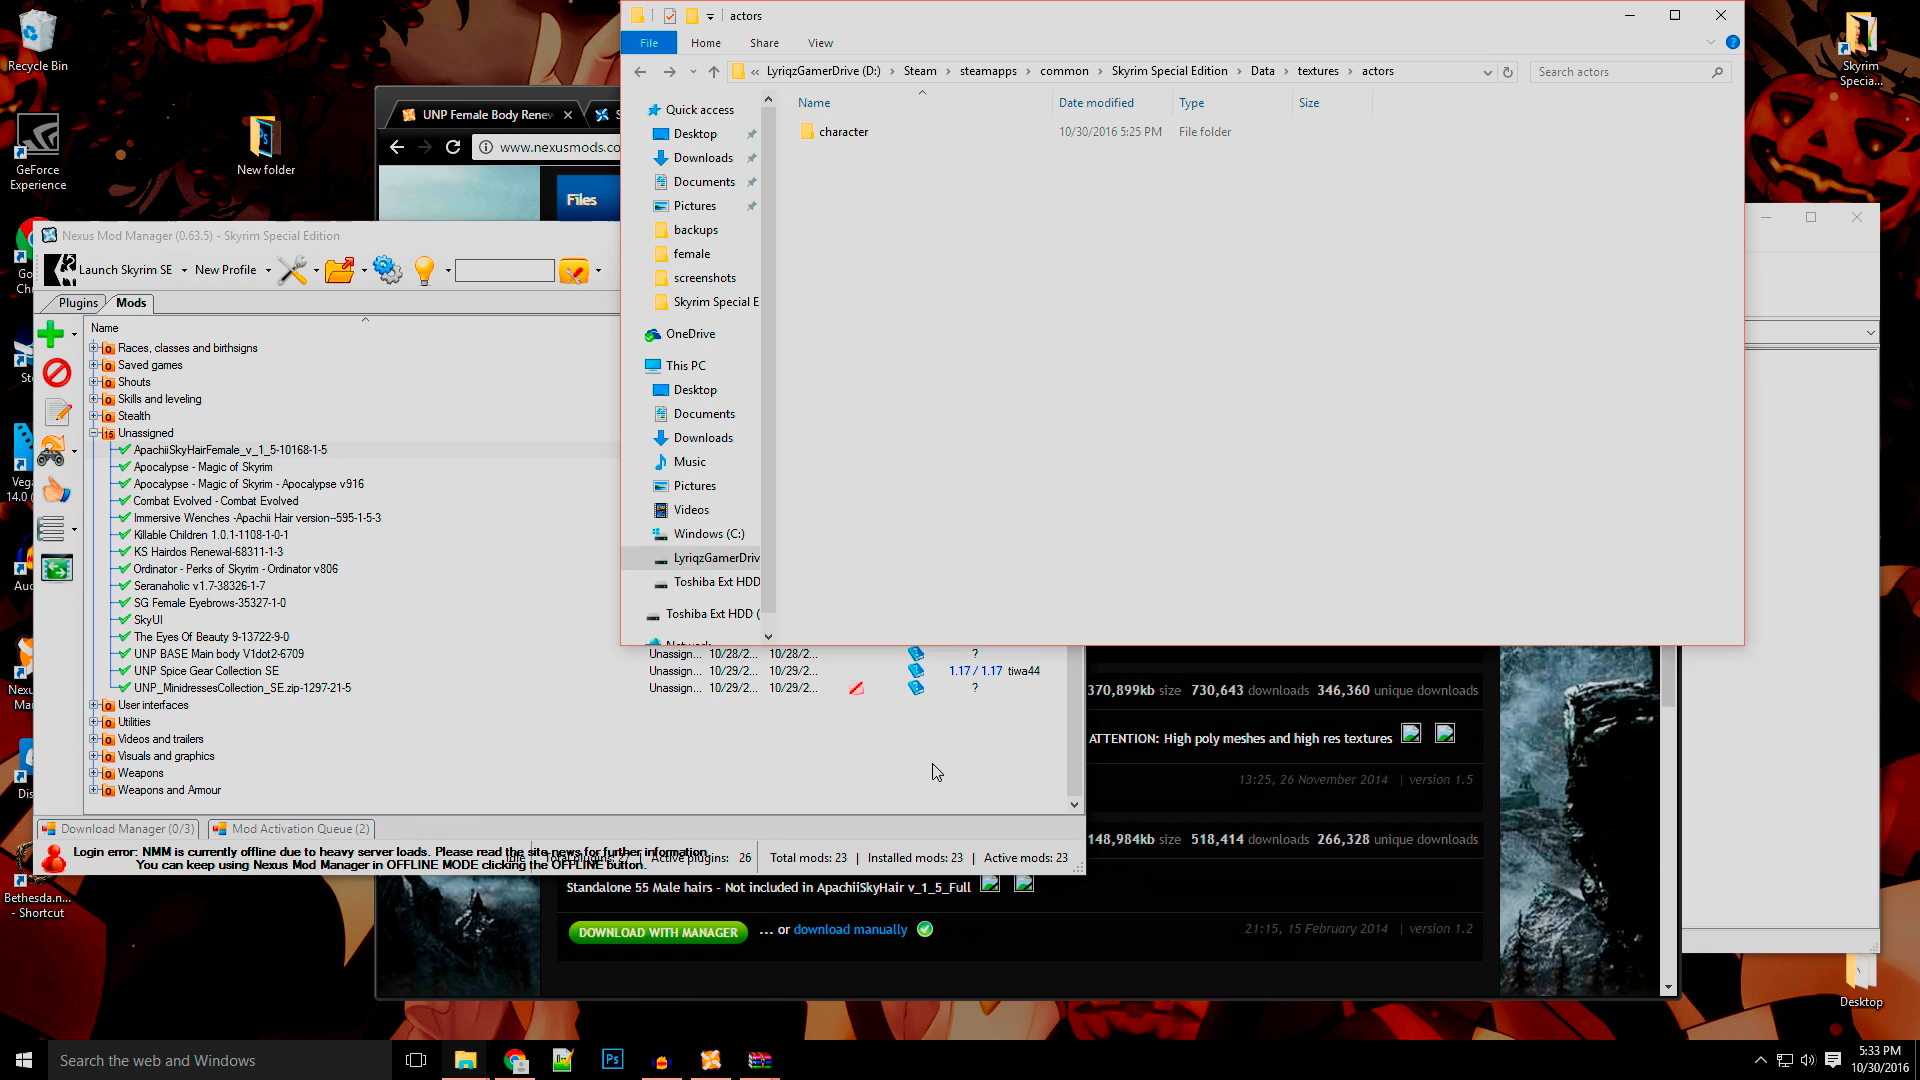 Recycle Bin
GeForce
Experience
New folder
Skyrim
Specia...
Desktop
Bethesda.n...
- Shortcut
actors
File
Home
Share
View
« LyriqzGamerDrive (D:) > Steam > steamapps > common > Skyrim Special Edition > Data > textures > actors
Search actors
Name
Date modified
Type
Size
character
10/30/2016 5:25 PM
File folder
Quick access
Desktop
Downloads
Documents
Pictures
backups
female
screenshots
Skyrim Special E
OneDrive
This PC
Desktop
Documents
Downloads
Music
Pictures
Videos
Windows (C:)
LyriqzGamerDriv
Toshiba Ext HDD
Toshiba Ext HDD (
UNP Female Body Renew
www.nexusmods.co
Files
Nexus Mod Manager (0.63.5) - Skyrim Special Edition
Launch Skyrim SE
New Profile
Plugins
Mods
Name
Races, classes and birthsigns
Saved games
Shouts
Skills and leveling
Stealth
15 Unassigned
ApachiiSkyHairFemale_v_1_5-10168-1-5
Apocalypse - Magic of Skyrim
Apocalypse - Magic of Skyrim - Apocalypse v916
Combat Evolved - Combat Evolved
Immersive Wenches -Apachii Hair version--595-1-5-3
Killable Children 1.0.1-1108-1-0-1
KS Hairdos Renewal-68311-1-3
Ordinator - Perks of Skyrim - Ordinator v806
Seranaholic v1.7-38326-1-7
SG Female Eyebrows-35327-1-0
SkyUI
The Eyes Of Beauty 9-13722-9-0
UNP BASE Main body V1dot2-6709 Unassign... 10/28/2... 10/28/2... ?
UNP Spice Gear Collection SE Unassign... 10/29/2... 10/29/2... 1.17 / 1.17 tiwa44
UNP_MinidressesCollection_SE.zip-1297-21-5 Unassign... 10/29/2... 10/29/2... ?
User interfaces
Utilities
Videos and trailers
Visuals and graphics
Weapons
Weapons and Armour
Download Manager (0/3)
Mod Activation Queue (2)
Login error: NMM is currently offline due to heavy server loads. Please read the site news for further information.
You can keep using Nexus Mod Manager in OFFLINE MODE clicking the OFFLINE button.
Idle
Total plugins: 27 | Active plugins: 26
Total mods: 23 | Installed mods: 23 | Active mods: 23
370,899kb size 730,643 downloads 346,360 unique downloads
ATTENTION: High poly meshes and high res textures
13:25, 26 November 2014 | version 1.5
148,984kb size 518,414 downloads 266,328 unique downloads
Standalone 55 Male hairs - Not included in ApachiiSkyHair v_1_5_Full
DOWNLOAD WITH MANAGER ... or download manually
21:15, 15 February 2014 | version 1.2
Search the web and Windows
Ps
5:33 PM
10/30/2016